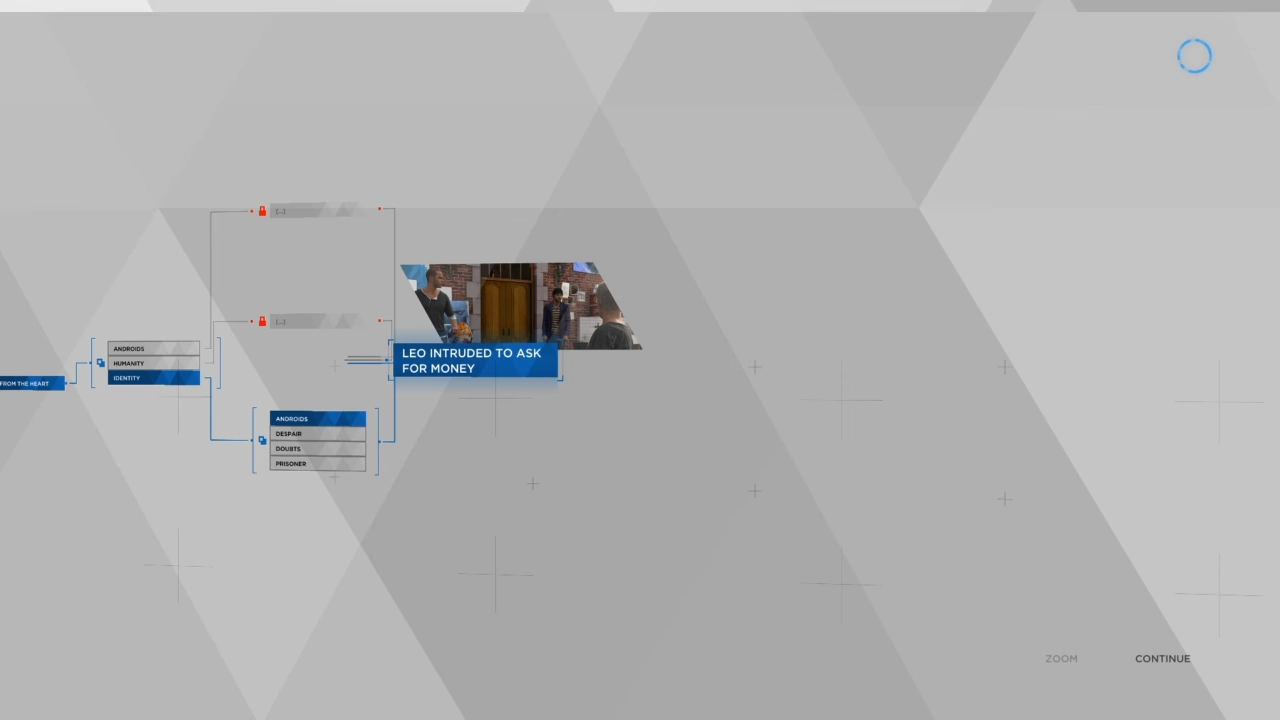 [...]
[...]
FROM THE HEART
ANDROIDS
HUMANITY
IDENTITY
LEO INTRUDED TO ASK
FOR MONEY
ANDROIDS
DESPAIR
DOUBTS
PRISONER
ZOOM
CONTINUE